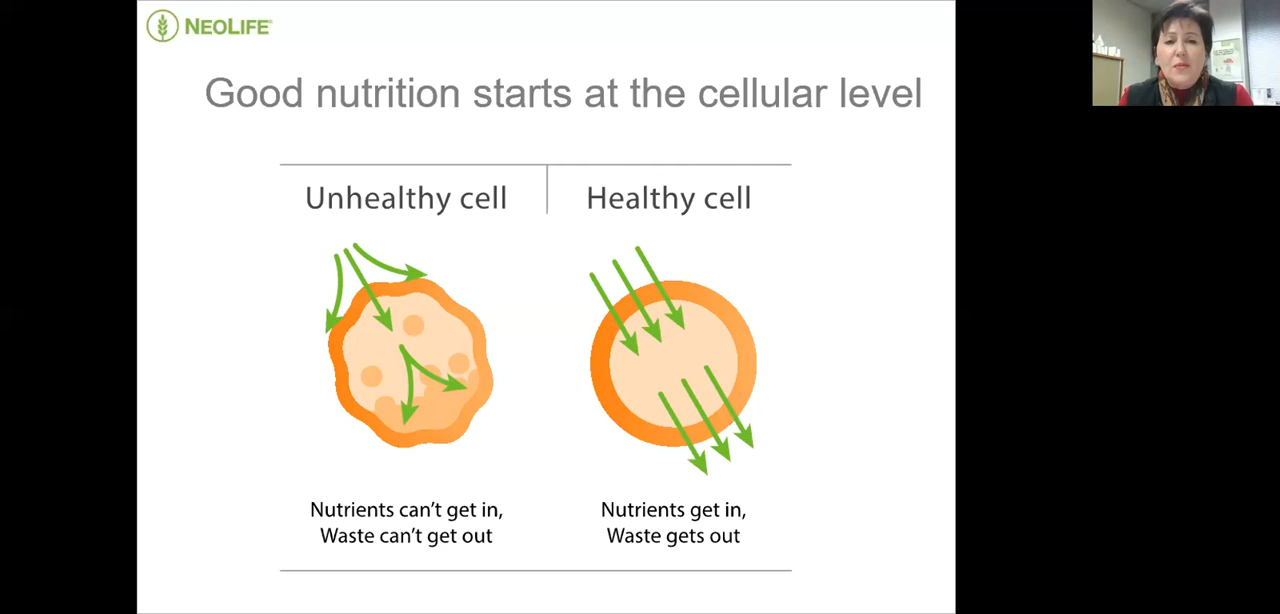 NEOLIFE
Good nutrition starts at the cellular level
Unhealthy cell
Healthy cell
Nutrients can’t get in,
Waste can’t get out
Nutrients get in,
Waste gets out